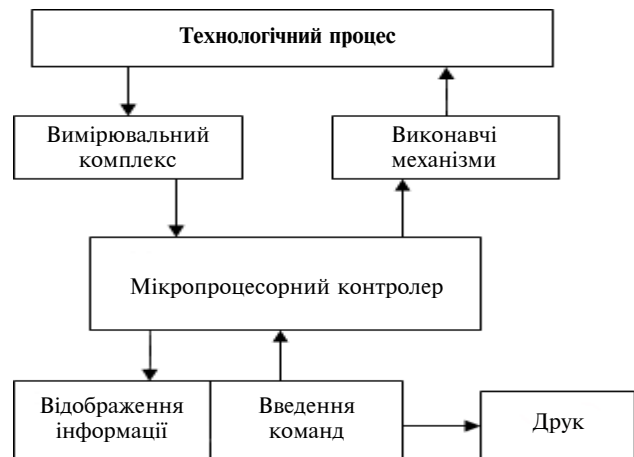 Технологічний процес
Вимірювальний
комплекс
Виконавчі
механізми
Мікропроцесорний контролер
Відображення
інформації
Введення
команд
Друк